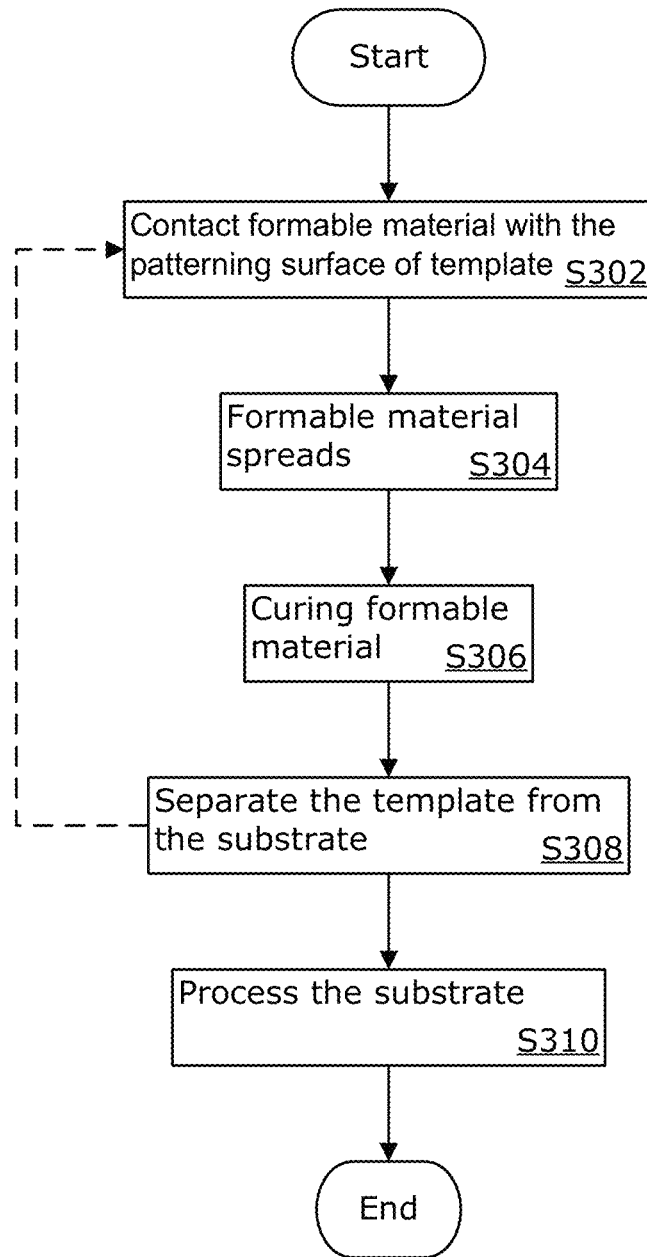 Start
Contact formable material with the
patterning surface of template S302
Formable material
spreads S304
Curing formable
material S306
Separate the template from
the substrate S308
Process the substrate
S310
End